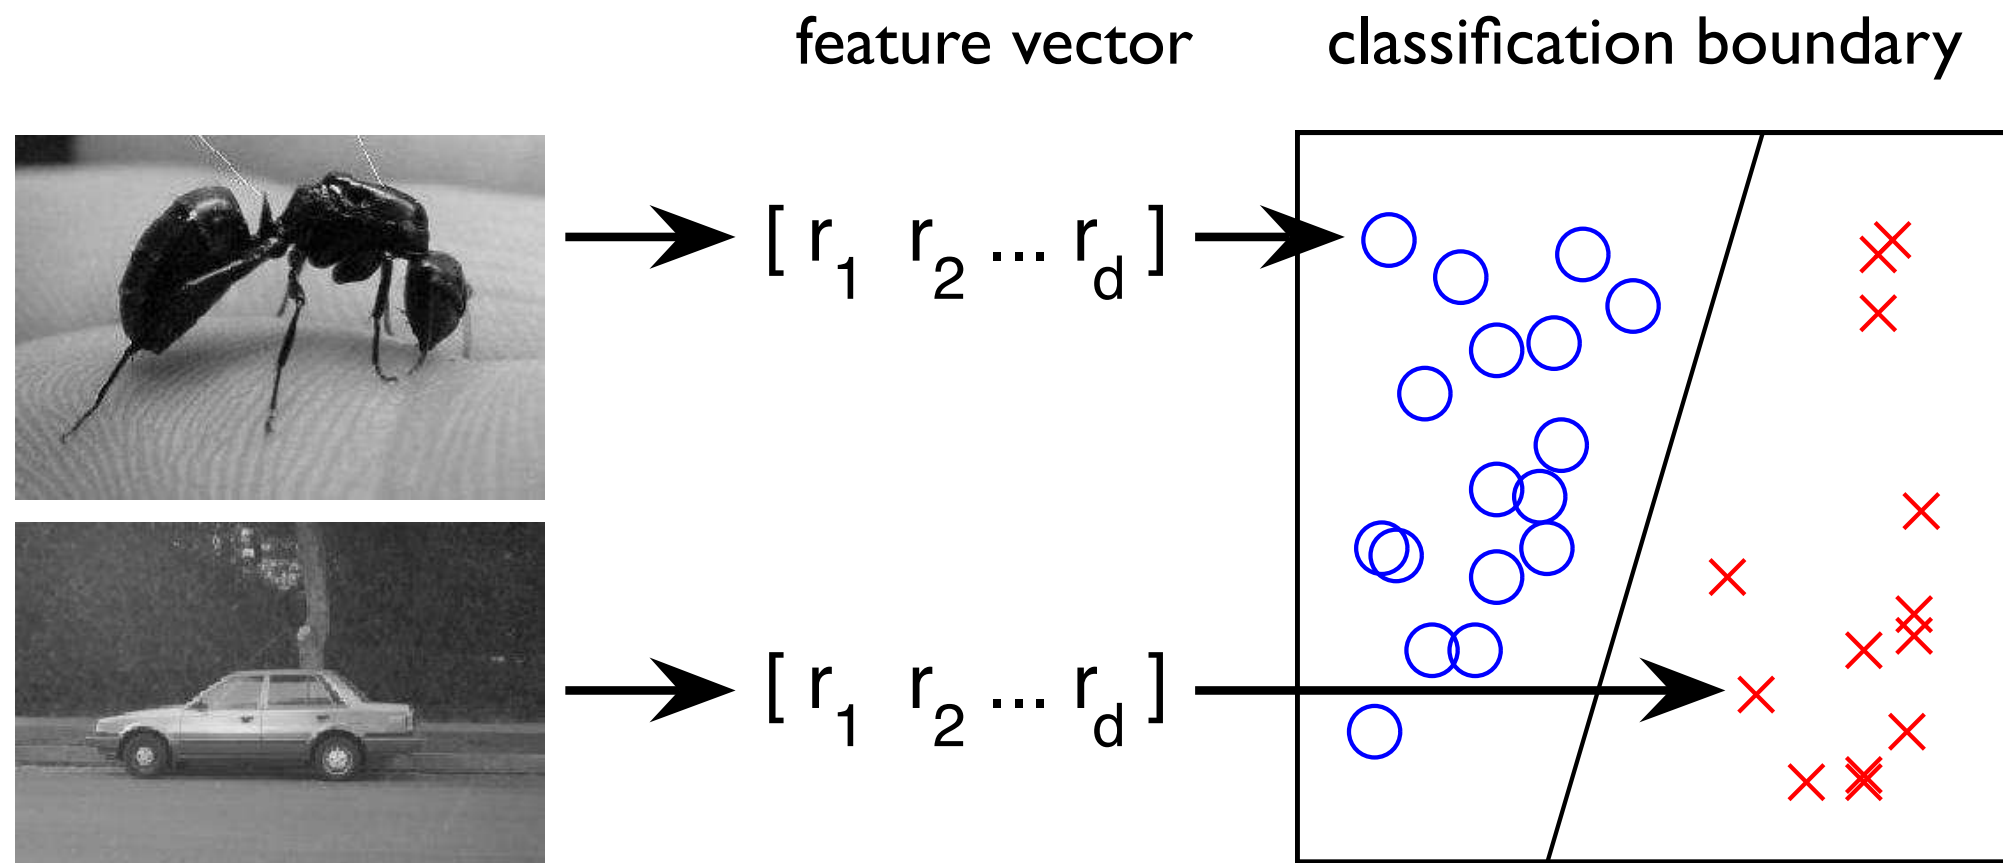 feature vector
classification boundary
[ r1 r2 ... rd ]
[ r1 r2 ... rd ]